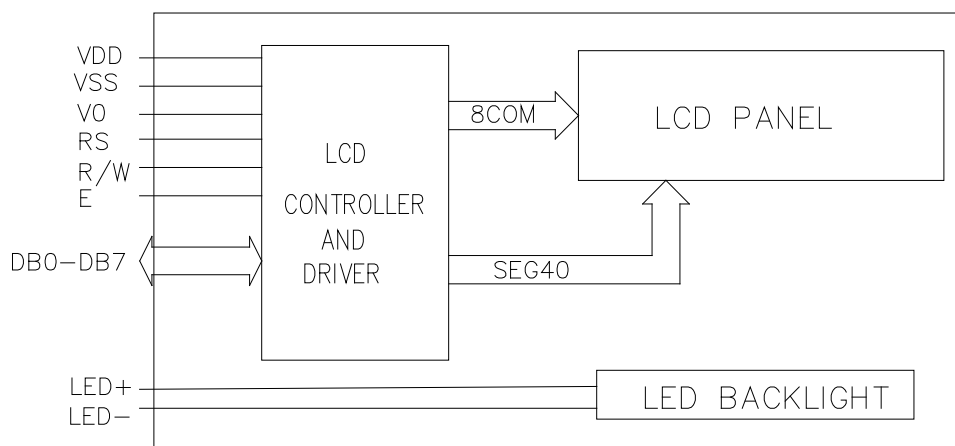 VDD
VSS
V0
RS
R/W
E
DB0-DB7
LED+
LED-
LCD
CONTROLLER
AND
DRIVER
8COM
SEG40
LCD PANEL
LED BACKLIGHT